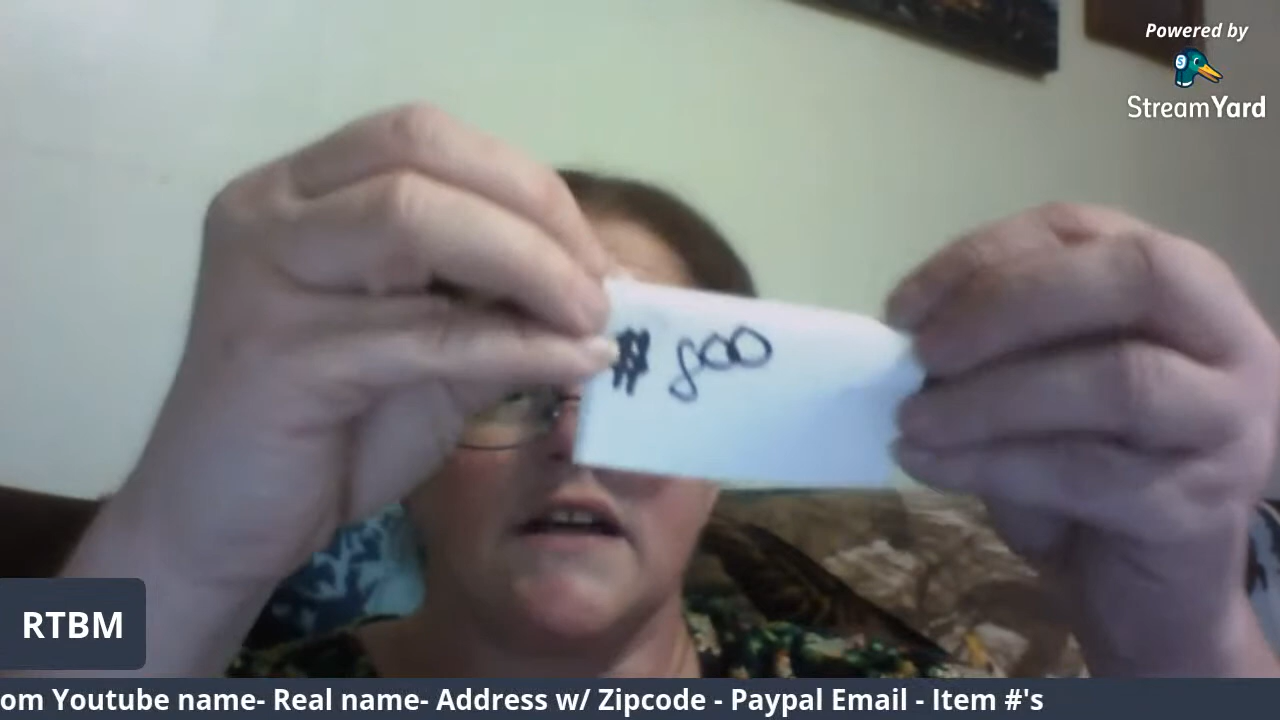 Powered by
StreamYard
# 800
RTBM
om Youtube name- Real name- Address w/ Zipcode - Paypal Email - Item #'s